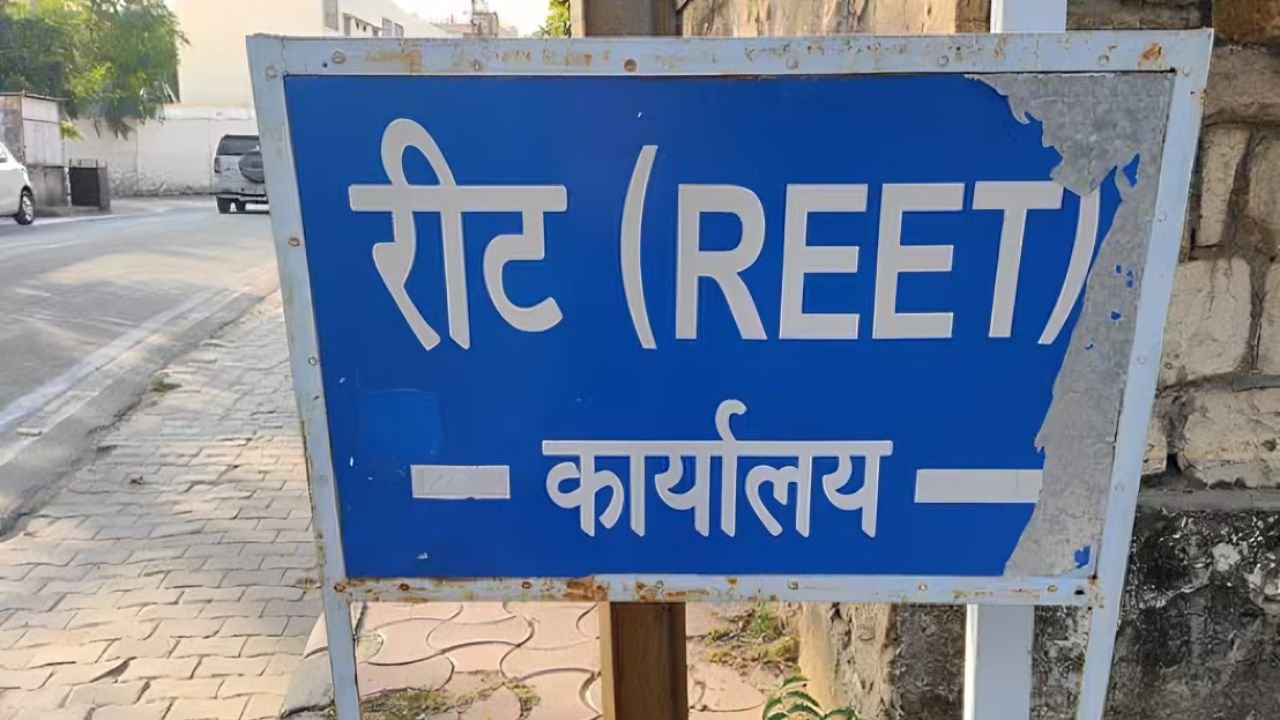 रीट (REET)
— कार्यालय —